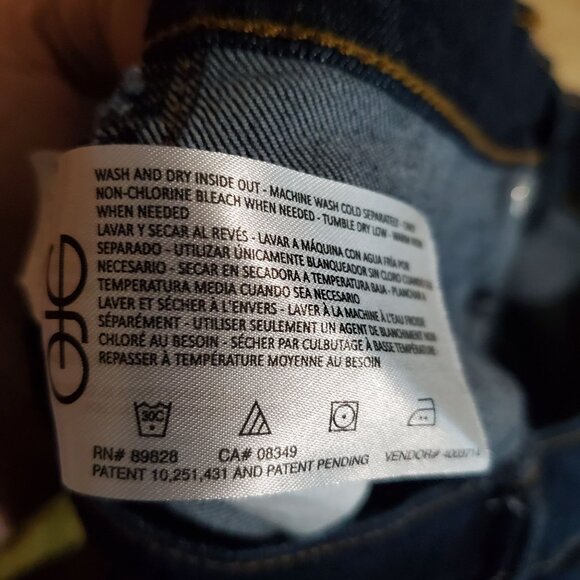 WASH AND DRY INSIDE OUT - MACHINE WASH COLD SEPARATELY - ONLY
NON-CHLORINE BLEACH WHEN NEEDED - TUMBLE DRY LOW - WARM IRON
WHEN NEEDED
LAVAR Y SECAR AL REVÉS - LAVAR A MÁQUINA CON AGUA FRÍA POR
SEPARADO - UTILIZAR ÚNICAMENTE BLANQUEADOR SIN CLORO CUANDO SEA
NECESARIO - SECAR EN SECADORA A TEMPERATURA BAJA - PLANCHAR A
TEMPERATURA MEDIA CUANDO SEA NECESARIO
LAVER ET SÉCHER À L'ENVERS - LAVER À LA MACHINE À L'EAU FROIDE
SÉPARÉMENT - UTILISER SEULEMENT UN AGENT DE BLANCHIMENT NON
CHLORÉ AU BESOIN - SÉCHER PAR CULBUTAGE À BASSE TEMPÉRATURE -
REPASSER À TEMPÉRATURE MOYENNE AU BESOIN
30C
RN# 89828 CA# 08349 VENDOR#
PATENT 10,251,431 AND PATENT PENDING